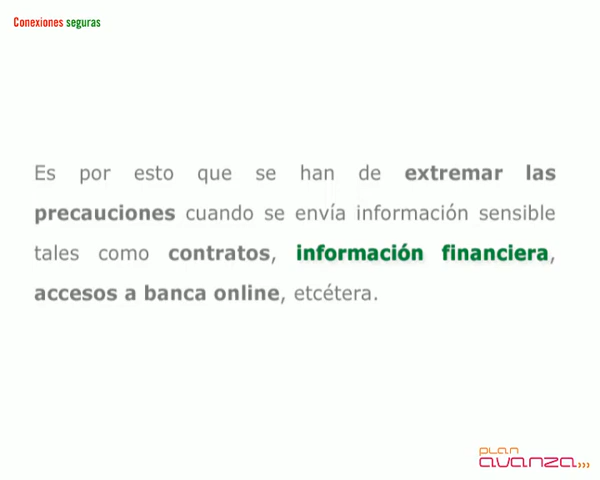 Conexiones seguras
Es por esto que se han de extremar las
precauciones cuando se envía información sensible
tales como contratos, información financiera,
accesos a banca online, etcétera.
PLAN
avanza›››